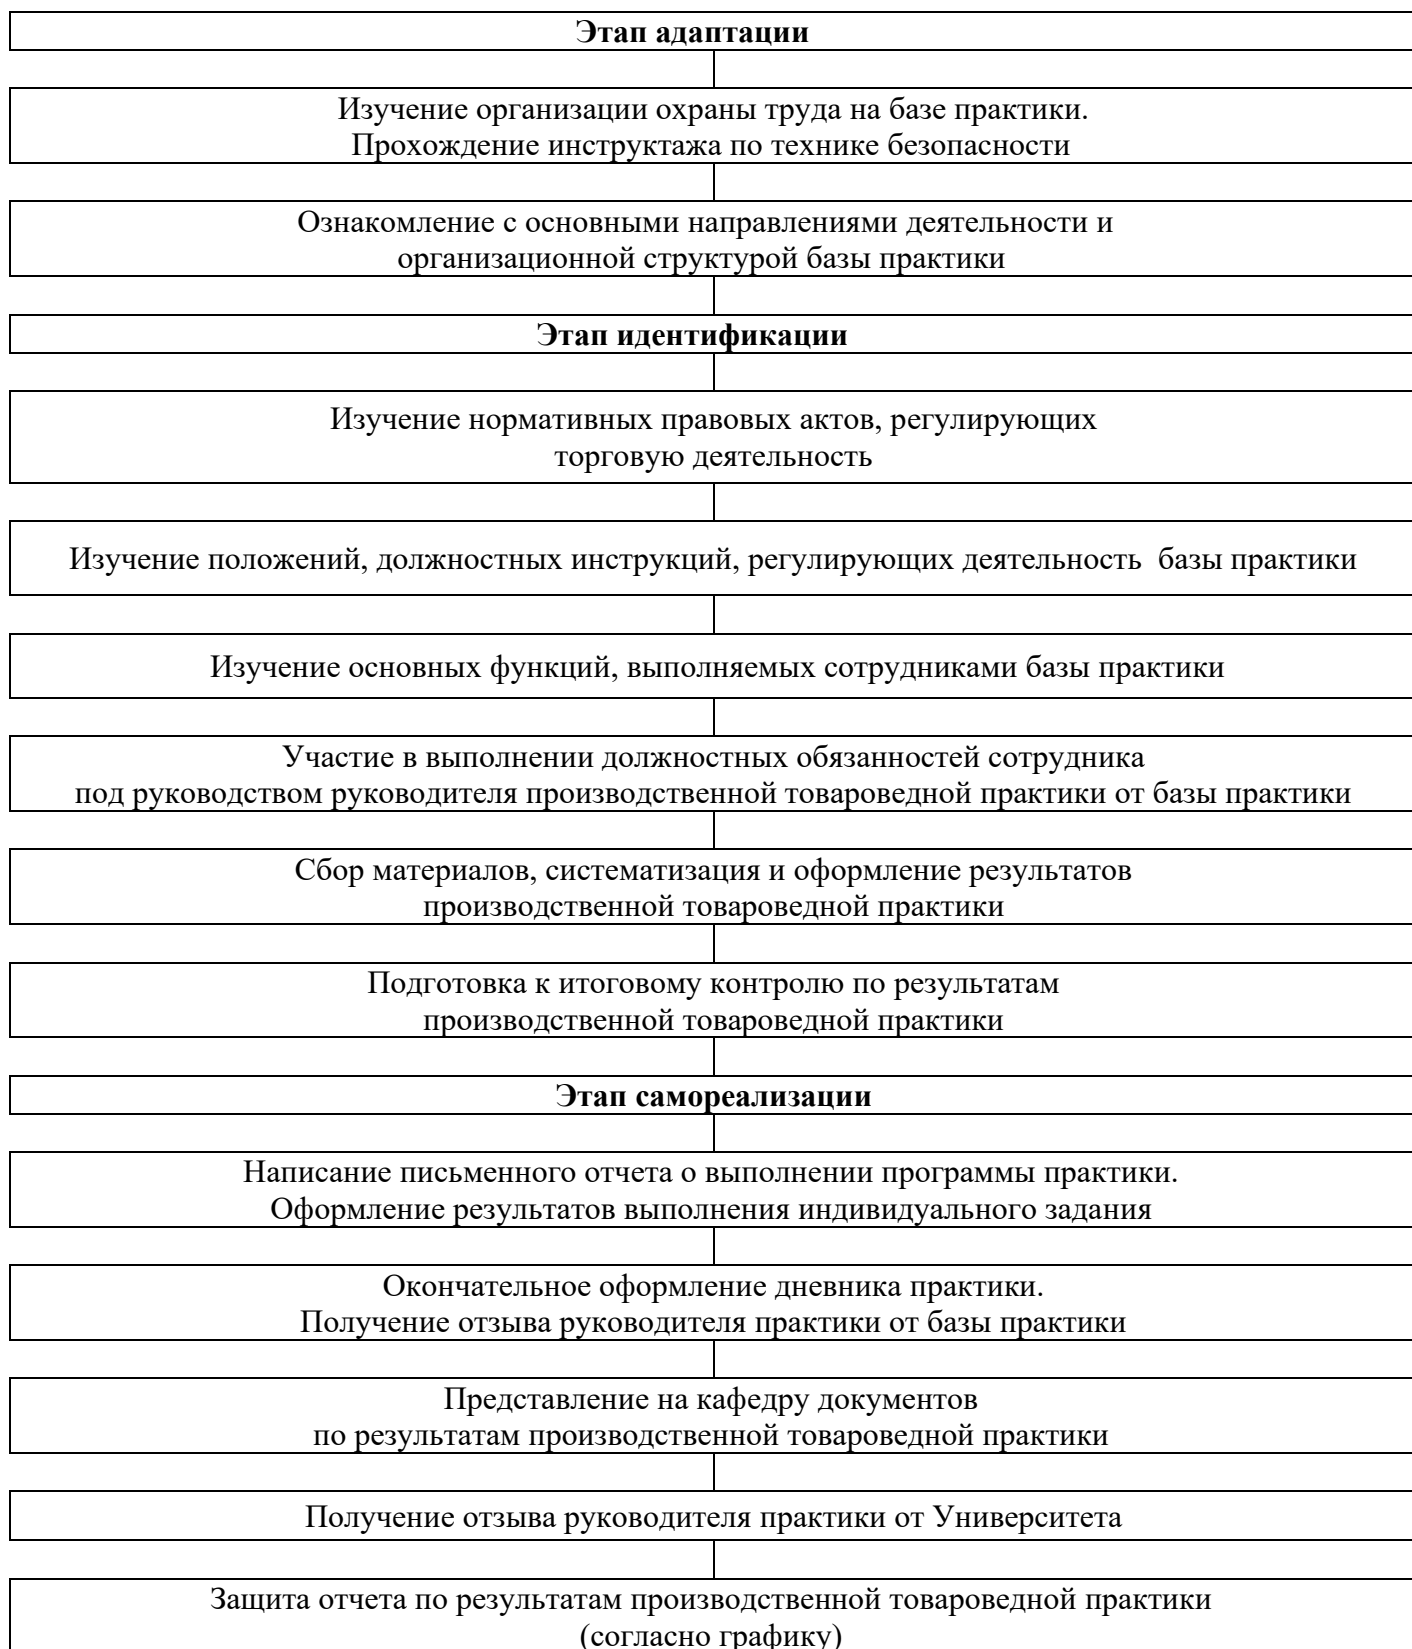 Этап адаптации
Изучение организации охраны труда на базе практики.
Прохождение инструктажа по технике безопасности
Ознакомление с основными направлениями деятельности и
организационной структурой базы практики
Этап идентификации
Изучение нормативных правовых актов, регулирующих
торговую деятельность
Изучение положений, должностных инструкций, регулирующих деятельность  базы практики
Изучение основных функций, выполняемых сотрудниками базы практики
Участие в выполнении должностных обязанностей сотрудника
под руководством руководителя производственной товароведной практики от базы практики
Сбор материалов, систематизация и оформление результатов
производственной товароведной практики
Подготовка к итоговому контролю по результатам
производственной товароведной практики
Этап самореализации
Написание письменного отчета о выполнении программы практики.
Оформление результатов выполнения индивидуального задания
Окончательное оформление дневника практики.
Получение отзыва руководителя практики от базы практики
Представление на кафедру документов
по результатам производственной товароведной практики
Получение отзыва руководителя практики от Университета
Защита отчета по результатам производственной товароведной практики
(согласно графику)